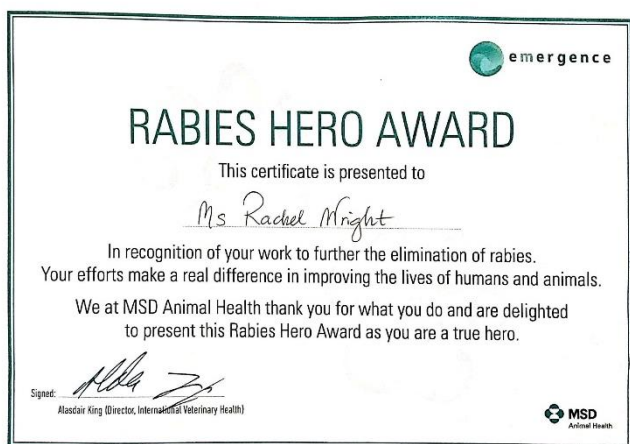 emergence
RABIES HERO AWARD
This certificate is presented to
Ms Rachel Wright
In recognition of your work to further the elimination of rabies.
Your efforts make a real difference in improving the lives of humans and animals.
We at MSD Animal Health thank you for what you do and are delighted
to present this Rabies Hero Award as you are a true hero.
Signed:
Alasdair King (Director, International Veterinary Health)
MSD
Animal Health